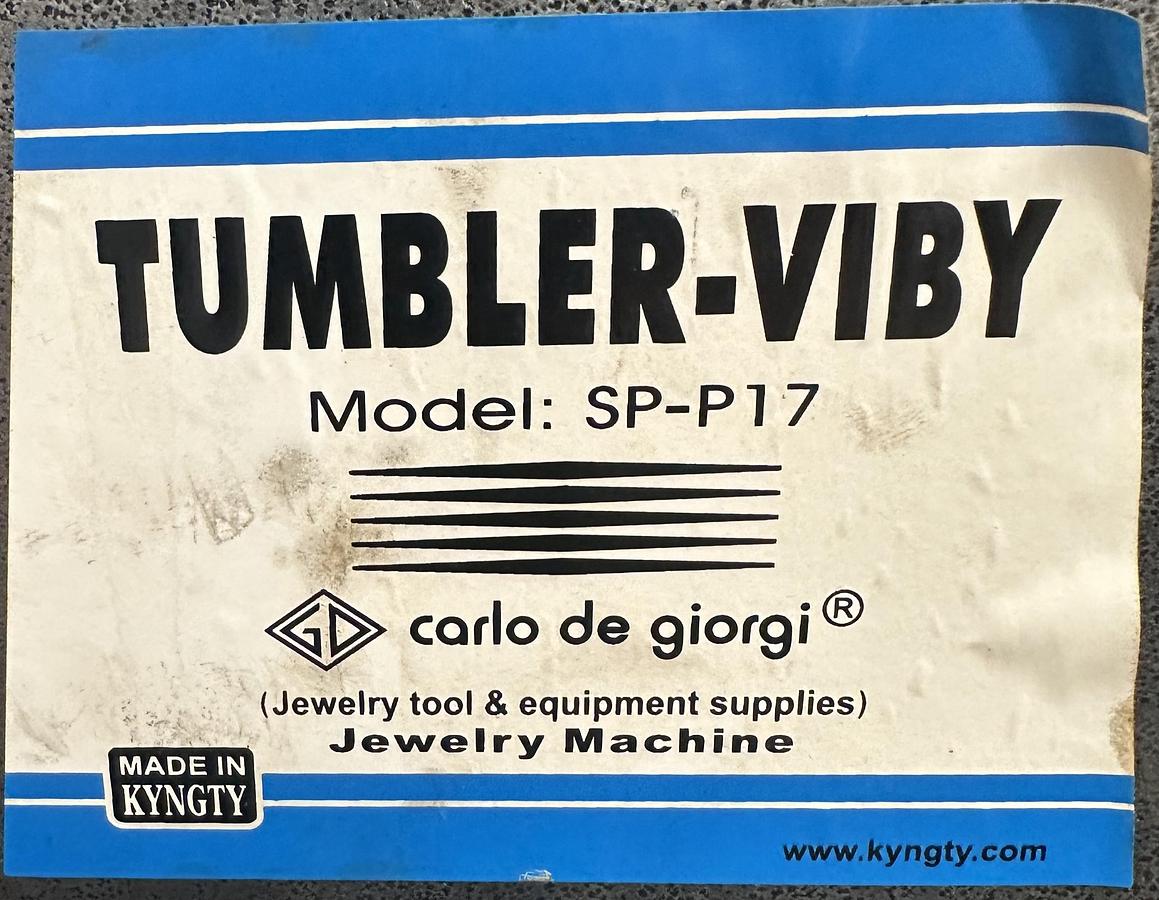 TUMBLER-VIBY
Model: SP-P17
GD carlo de giorgi®
(Jewelry tool & equipment supplies)
Jewelry Machine
MADE IN
KYNGTY
www.kyngty.com